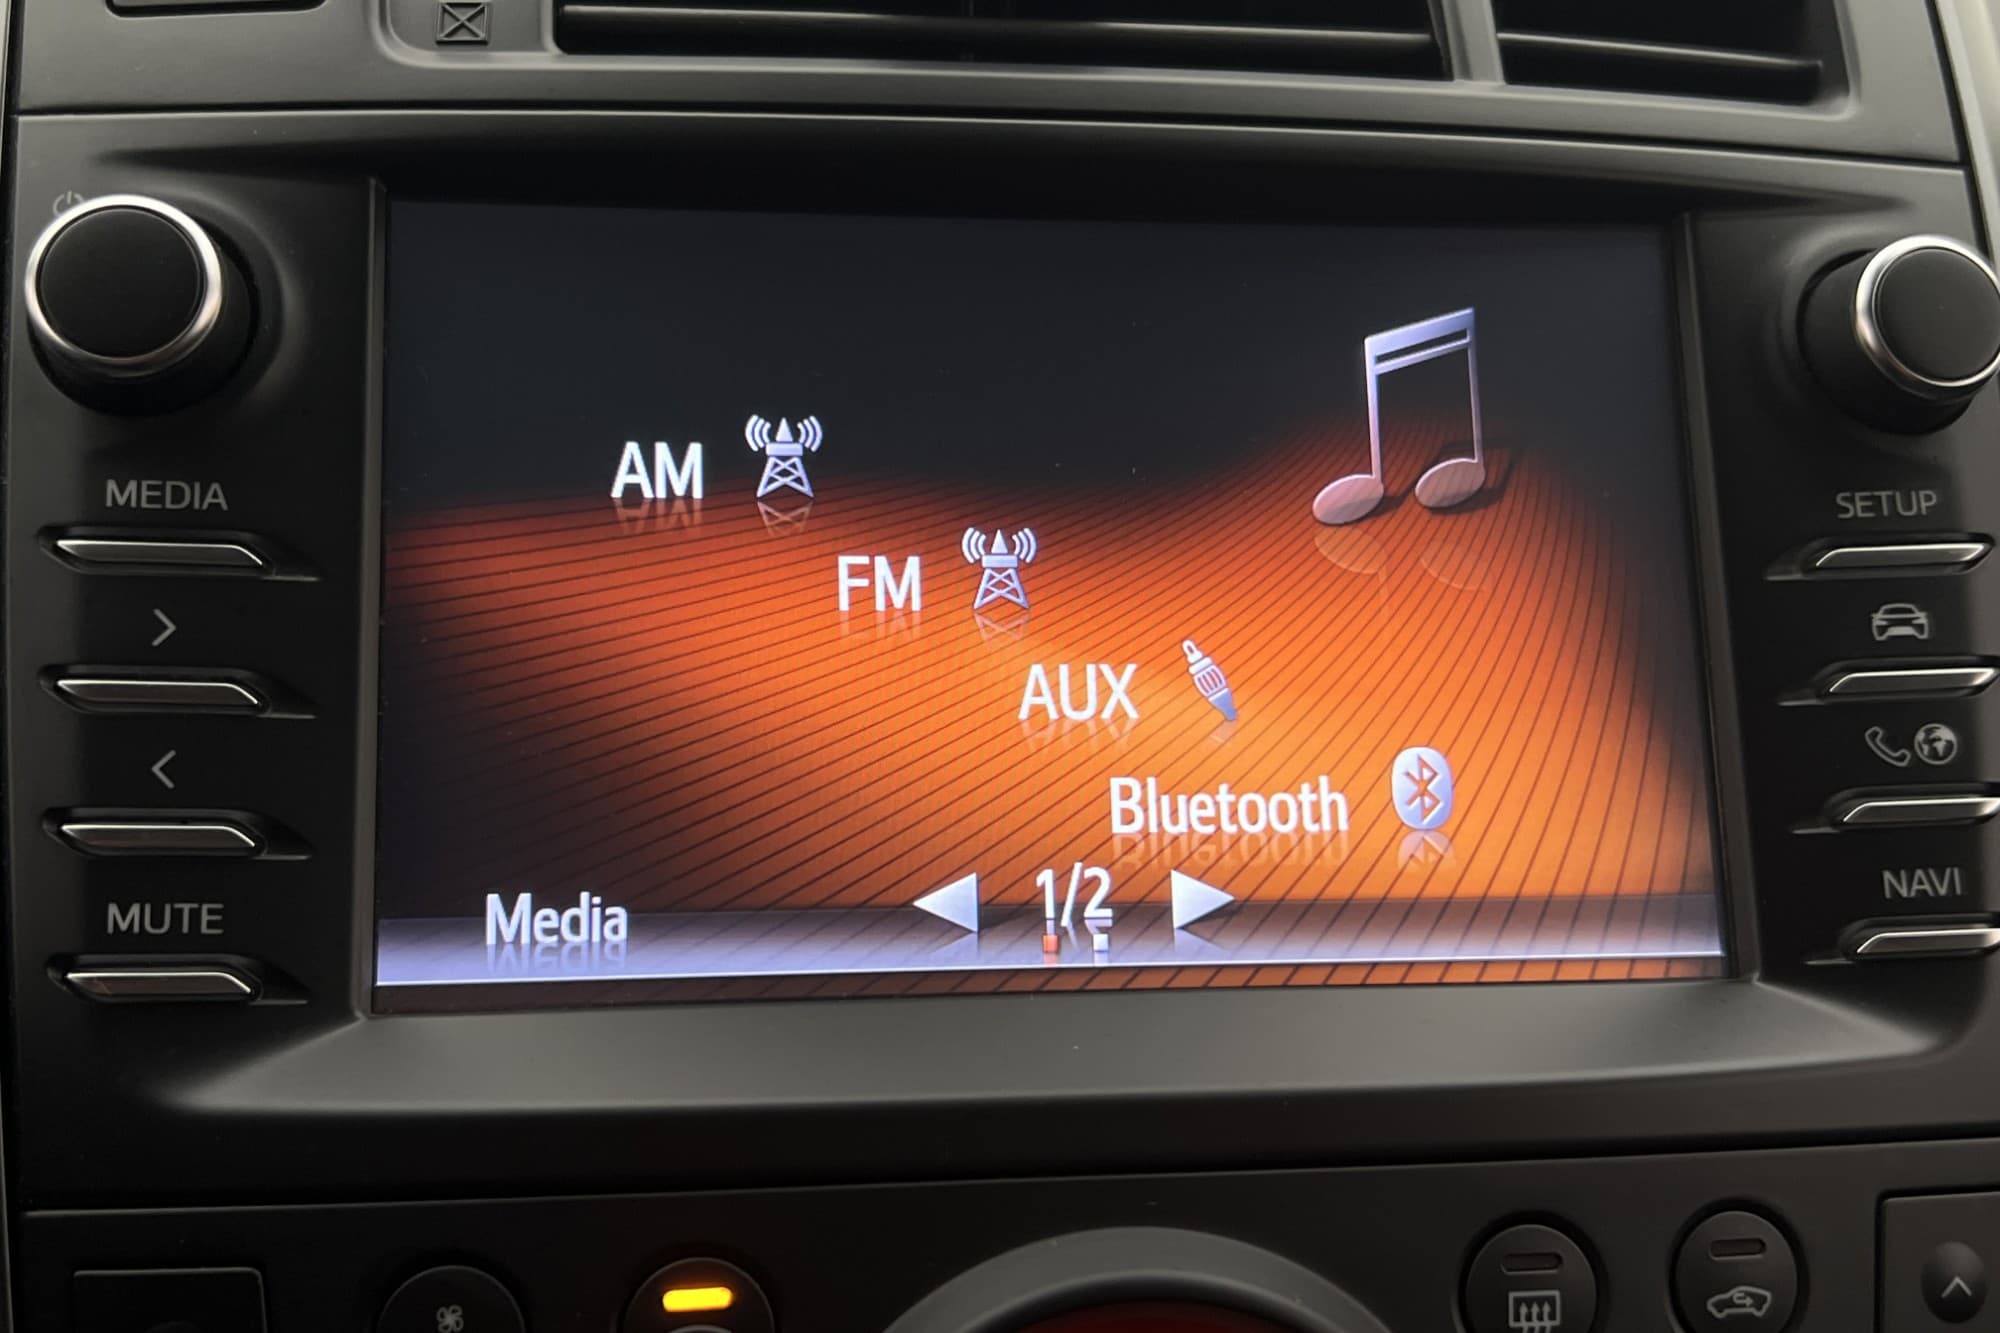 MEDIA
MUTE
AM
FM
AUX
Bluetooth
Media
1/2
SETUP
NAVI